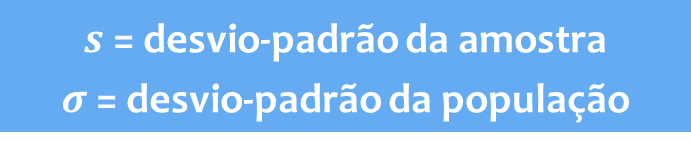 s = desvio-padrão da amostra
σ = desvio-padrão da população